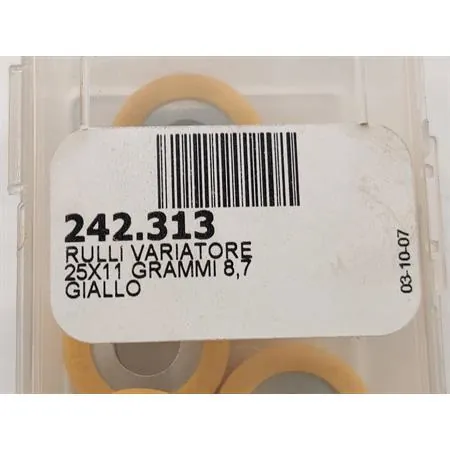 242.313
RULLI VARIATORE
25X11 GRAMMI 8,7
GIALLO
03-10-07